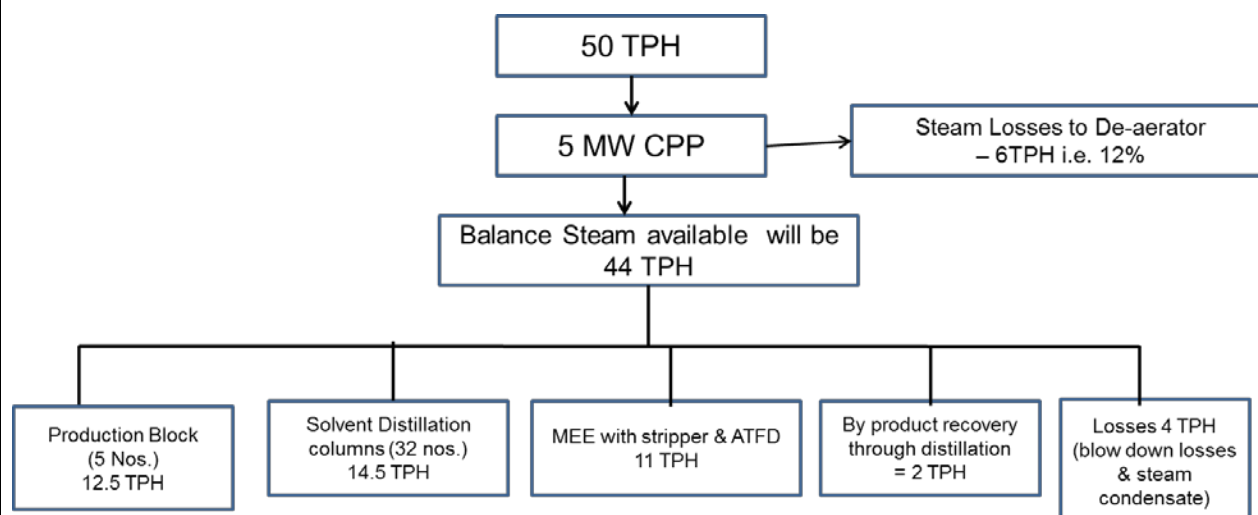 50 TPH
5 MW CPP
Steam Losses to De-aerator
– 6TPH i.e. 12%
Balance Steam available will be
44 TPH
Production Block
(5 Nos.)
12.5 TPH
Solvent Distillation
columns (32 nos.)
14.5 TPH
MEE with stripper & ATFD
11 TPH
By product recovery
through distillation
= 2 TPH
Losses 4 TPH
(blow down losses
& steam
condensate)